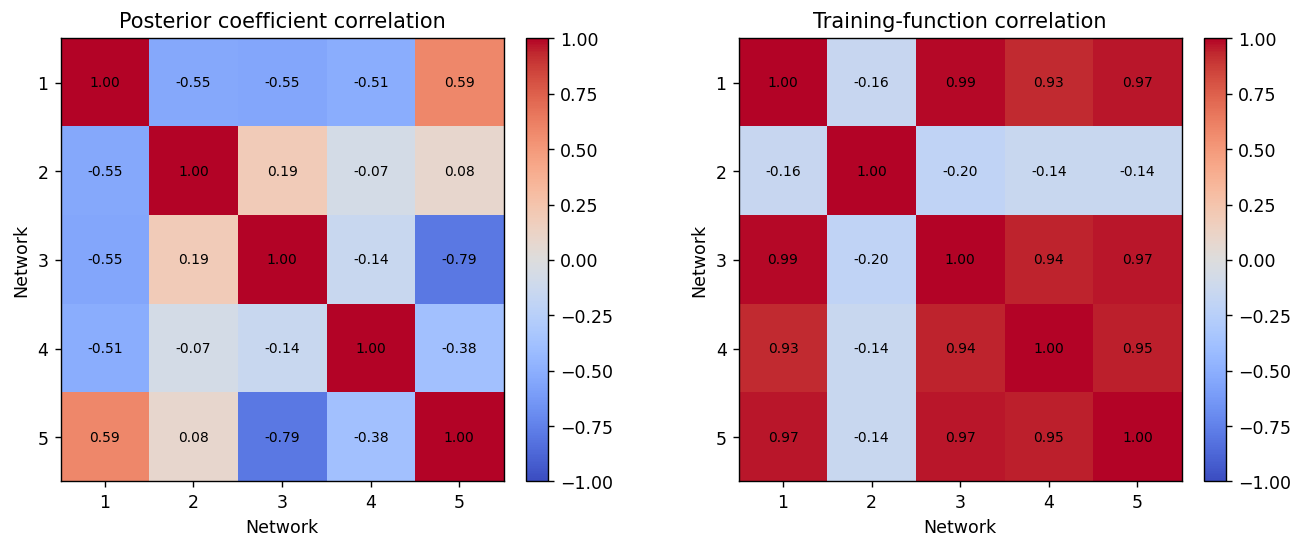 Posterior coefficient correlation
1 1.00 -0.55 -0.55 -0.51 0.59
2 -0.55 1.00 0.19 -0.07 0.08
3 -0.55 0.19 1.00 -0.14 -0.79
4 -0.51 -0.07 -0.14 1.00 -0.38
5 0.59 0.08 -0.79 -0.38 1.00
1 2 3 4 5
Network
Network
1.00
0.75
0.50
0.25
0.00
−0.25
−0.50
−0.75
−1.00
Training-function correlation
1 1.00 -0.16 0.99 0.93 0.97
2 -0.16 1.00 -0.20 -0.14 -0.14
3 0.99 -0.20 1.00 0.94 0.97
4 0.93 -0.14 0.94 1.00 0.95
5 0.97 -0.14 0.97 0.95 1.00
1 2 3 4 5
Network
Network
1.00
0.75
0.50
0.25
0.00
−0.25
−0.50
−0.75
−1.00